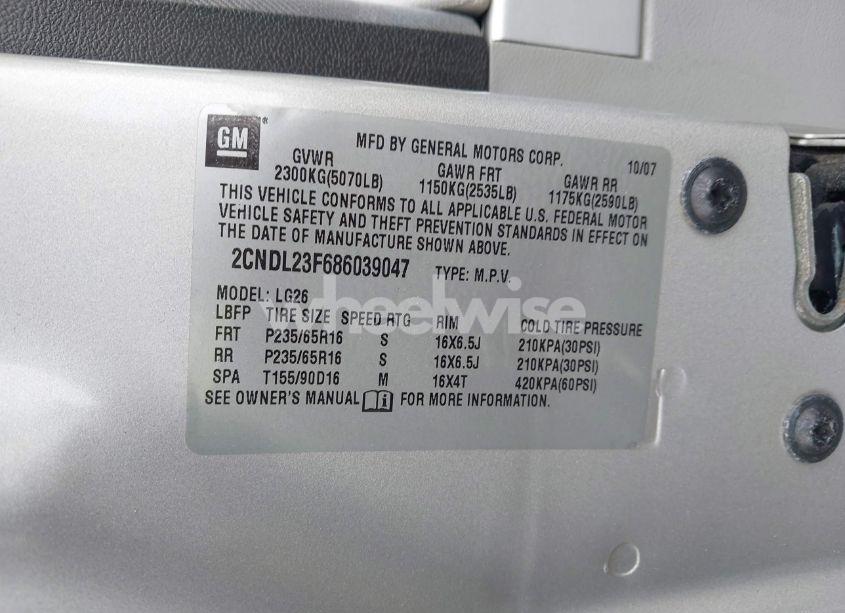 GM ®
MFD BY GENERAL MOTORS CORP. 10/07
GVWR GAWR FRT GAWR RR
2300KG(5070LB) 1150KG(2535LB) 1175KG(2590LB)
THIS VEHICLE CONFORMS TO ALL APPLICABLE U.S. FEDERAL MOTOR
VEHICLE SAFETY AND THEFT PREVENTION STANDARDS IN EFFECT ON
THE DATE OF MANUFACTURE SHOWN ABOVE.
2CNDL23F686039047 TYPE: M.P.V.
MODEL: LG26
wheelwise
LBFP TIRE SIZE SPEED RTG RIM COLD TIRE PRESSURE
FRT P235/65R16 S 16X6.5J 210KPA(30PSI)
RR P235/65R16 S 16X6.5J 210KPA(30PSI)
SPA T155/90D16 M 16X4T 420KPA(60PSI)
SEE OWNER'S MANUAL i FOR MORE INFORMATION.